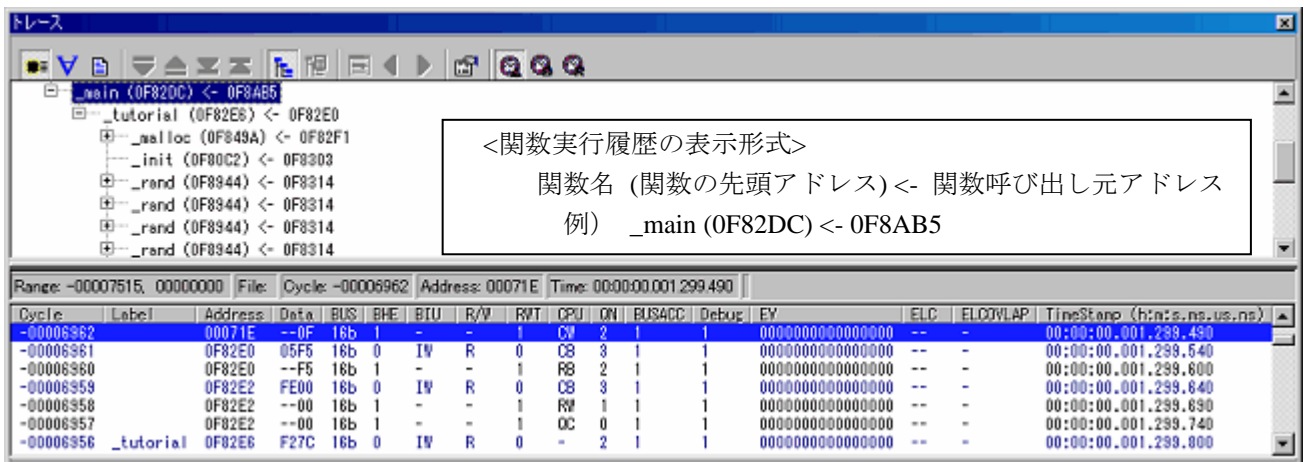 トレース
_main (0F82DC) <- 0F8AB5
_tutorial (0F82E6) <- 0F82E0
_malloc (0F849A) <- 0F82F1
_init (0F80C2) <- 0F8303
_rand (0F8944) <- 0F8314
_rand (0F8944) <- 0F8314
_rand (0F8944) <- 0F8314
_rand (0F8944) <- 0F8314
<関数実行履歴の表示形式>
関数名 (関数の先頭アドレス) <- 関数呼び出し元アドレス
例） _main (0F82DC) <- 0F8AB5
Range: -00007515, 00000000 File: Cycle: -00006962 Address: 00071E Time: 00:00:00.001.299.490
Cycle Label Address Data BUS BHE BIU R/W RWT CPU QN BUSACC Debug EV ELC ELCOVLAP TimeStamp (h:m:s.ms.us.ns)
-00006962 00071E --0F 16b 1 - - 1 CW 2 1 1 0000000000000000 -- - 00:00:00.001.299.490
-00006961 0F82E0 05F5 16b 0 IW R 0 CB 3 1 1 0000000000000000 -- - 00:00:00.001.299.540
-00006960 0F82E0 --F5 16b 1 - - 1 RB 2 1 1 0000000000000000 -- - 00:00:00.001.299.600
-00006959 0F82E2 FE00 16b 0 IW R 0 CB 3 1 1 0000000000000000 -- - 00:00:00.001.299.640
-00006958 0F82E2 --00 16b 1 - - 1 RW 1 1 1 0000000000000000 -- - 00:00:00.001.299.690
-00006957 0F82E2 --00 16b 1 - - 1 OC 0 1 1 0000000000000000 -- - 00:00:00.001.299.740
-00006956 _tutorial 0F82E6 F27C 16b 0 IW R 0 - 2 1 1 0000000000000000 -- - 00:00:00.001.299.800